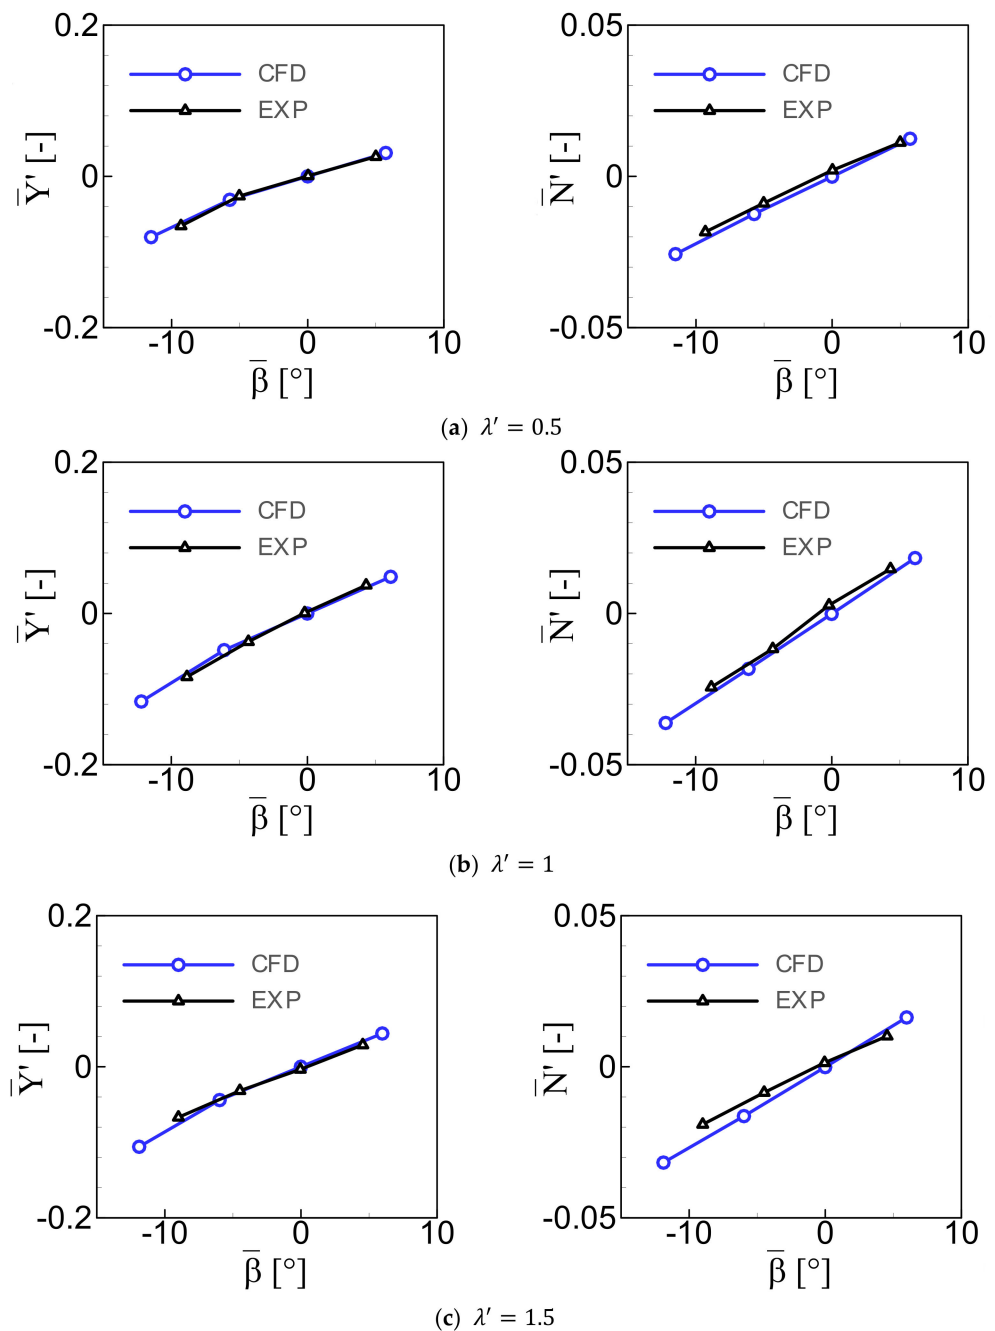 0.2
0
-0.2
-10 0 10
Y̅' [-]
β̅ [°]
CFD
EXP
0.05
0
-0.05
-10 0 10
N̅' [-]
β̅ [°]
CFD
EXP
(a) λ′ = 0.5
0.2
0
-0.2
-10 0 10
Y̅' [-]
β̅ [°]
CFD
EXP
0.05
0
-0.05
-10 0 10
N̅' [-]
β̅ [°]
CFD
EXP
(b) λ′ = 1
0.2
0
-0.2
-10 0 10
Y̅' [-]
β̅ [°]
CFD
EXP
0.05
0
-0.05
-10 0 10
N̅' [-]
β̅ [°]
CFD
EXP
(c) λ′ = 1.5